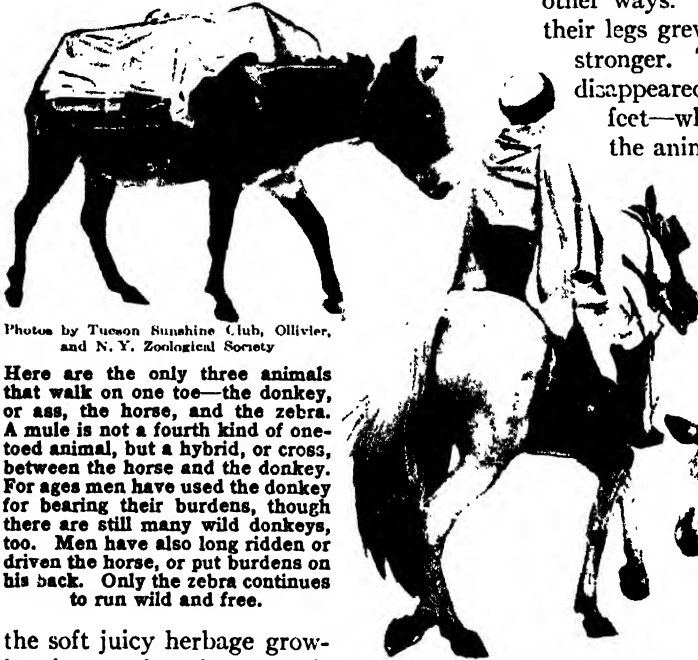 other ways.
their legs grew
stronger.
disappeared
feet—wh
the anim
Photos by Tucson Sunshine Club, Ollivier,
and N. Y. Zoological Society
Here are the only three animals
that walk on one toe—the donkey,
or ass, the horse, and the zebra.
A mule is not a fourth kind of one-
toed animal, but a hybrid, or cross,
between the horse and the donkey.
For ages men have used the donkey
for bearing their burdens, though
there are still many wild donkeys,
too. Men have also long ridden or
driven the horse, or put burdens on
his back. Only the zebra continues
to run wild and free.
the soft juicy herbage grow-